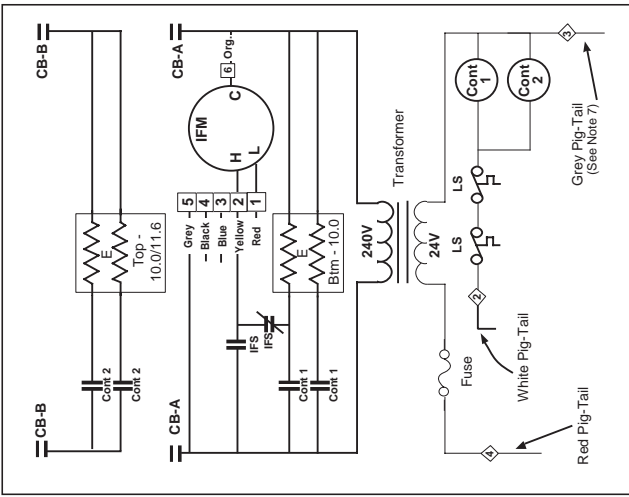 CB-B
CB-B
E
Cont 2
Top -
10.0/11.6
Cont 2
CB-A
CB-A
Grey
5
Black
4
Blue
3
Yellow
2
Red
1
IFM
H
L
C
6
Org.
IFS
IFS
E
Cont 1
Btm - 10.0
Cont 1
240V
Transformer
24V
Fuse
LS
LS
Cont
1
Cont
2
4
2
3
Red Pig-Tail
White Pig-Tail
Grey Pig-Tail
(See Note 7)